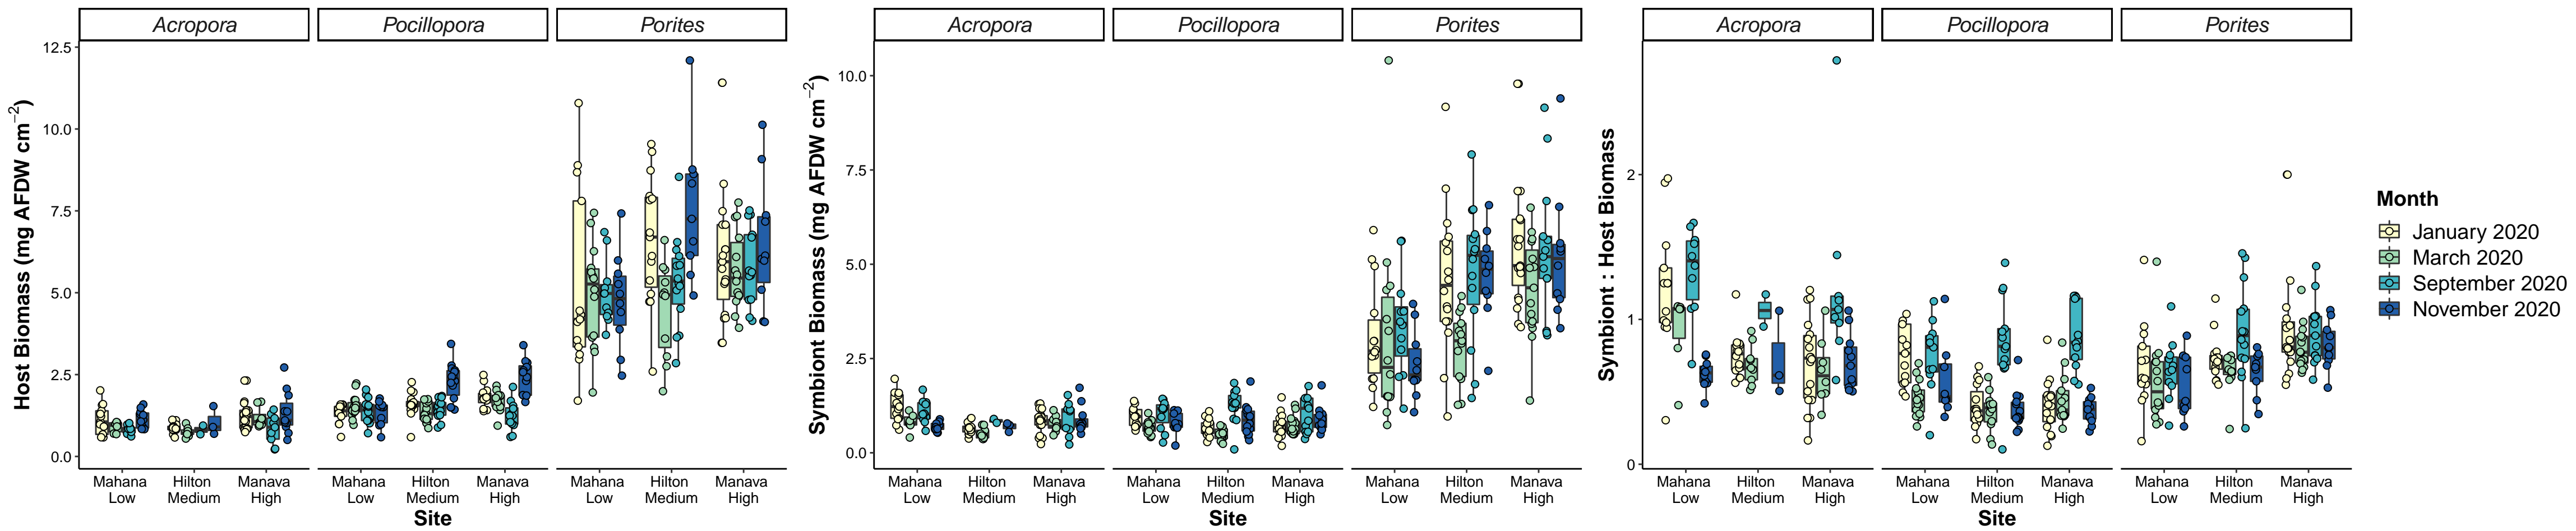 Acropora Pocillopora Porites
Host Biomass (mg AFDW cm−2)
12.5
10.0
7.5
5.0
2.5
0.0
Mahana Hilton Manava Mahana Hilton Manava Mahana Hilton Manava
Low Medium High Low Medium High Low Medium High
Site
Acropora Pocillopora Porites
Symbiont Biomass (mg AFDW cm−2)
10.0
7.5
5.0
2.5
0.0
Mahana Hilton Manava Mahana Hilton Manava Mahana Hilton Manava
Low Medium High Low Medium High Low Medium High
Site
Acropora Pocillopora Porites
Symbiont : Host Biomass
2
1
0
Mahana Hilton Manava Mahana Hilton Manava Mahana Hilton Manava
Low Medium High Low Medium High Low Medium High
Site
Month
January 2020
March 2020
September 2020
November 2020